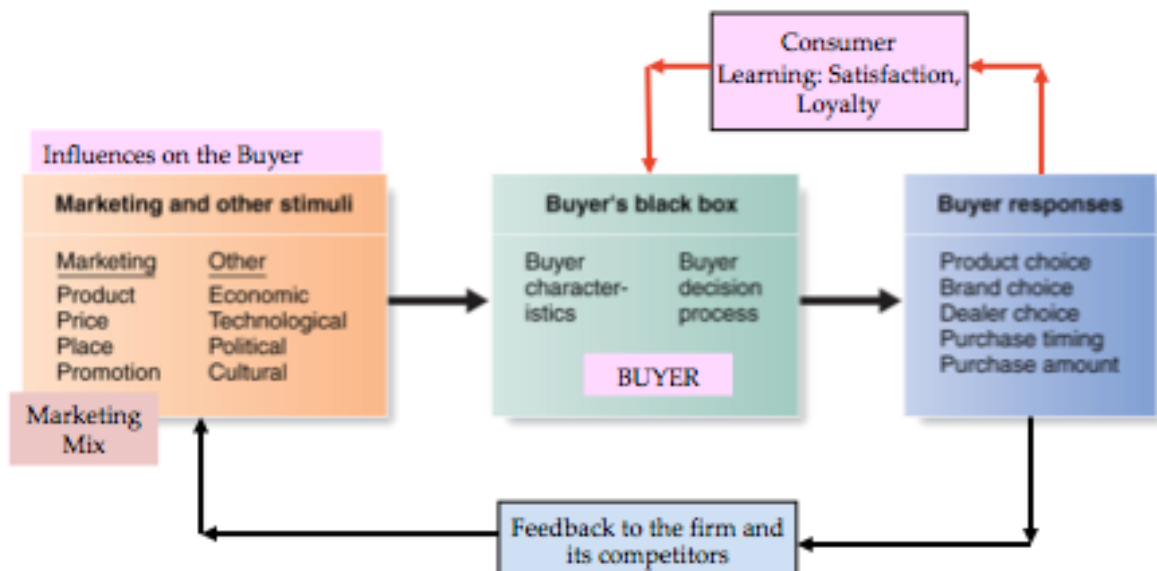 Consumer
Learning: Satisfaction,
Loyalty
Influences on the Buyer
Marketing and other stimuli
Marketing Other
Product Economic
Price Technological
Place Political
Promotion Cultural
Marketing
Mix
Buyer's black box
Buyer Buyer
character- decision
istics process
BUYER
Buyer responses
Product choice
Brand choice
Dealer choice
Purchase timing
Purchase amount
Feedback to the firm and
its competitors